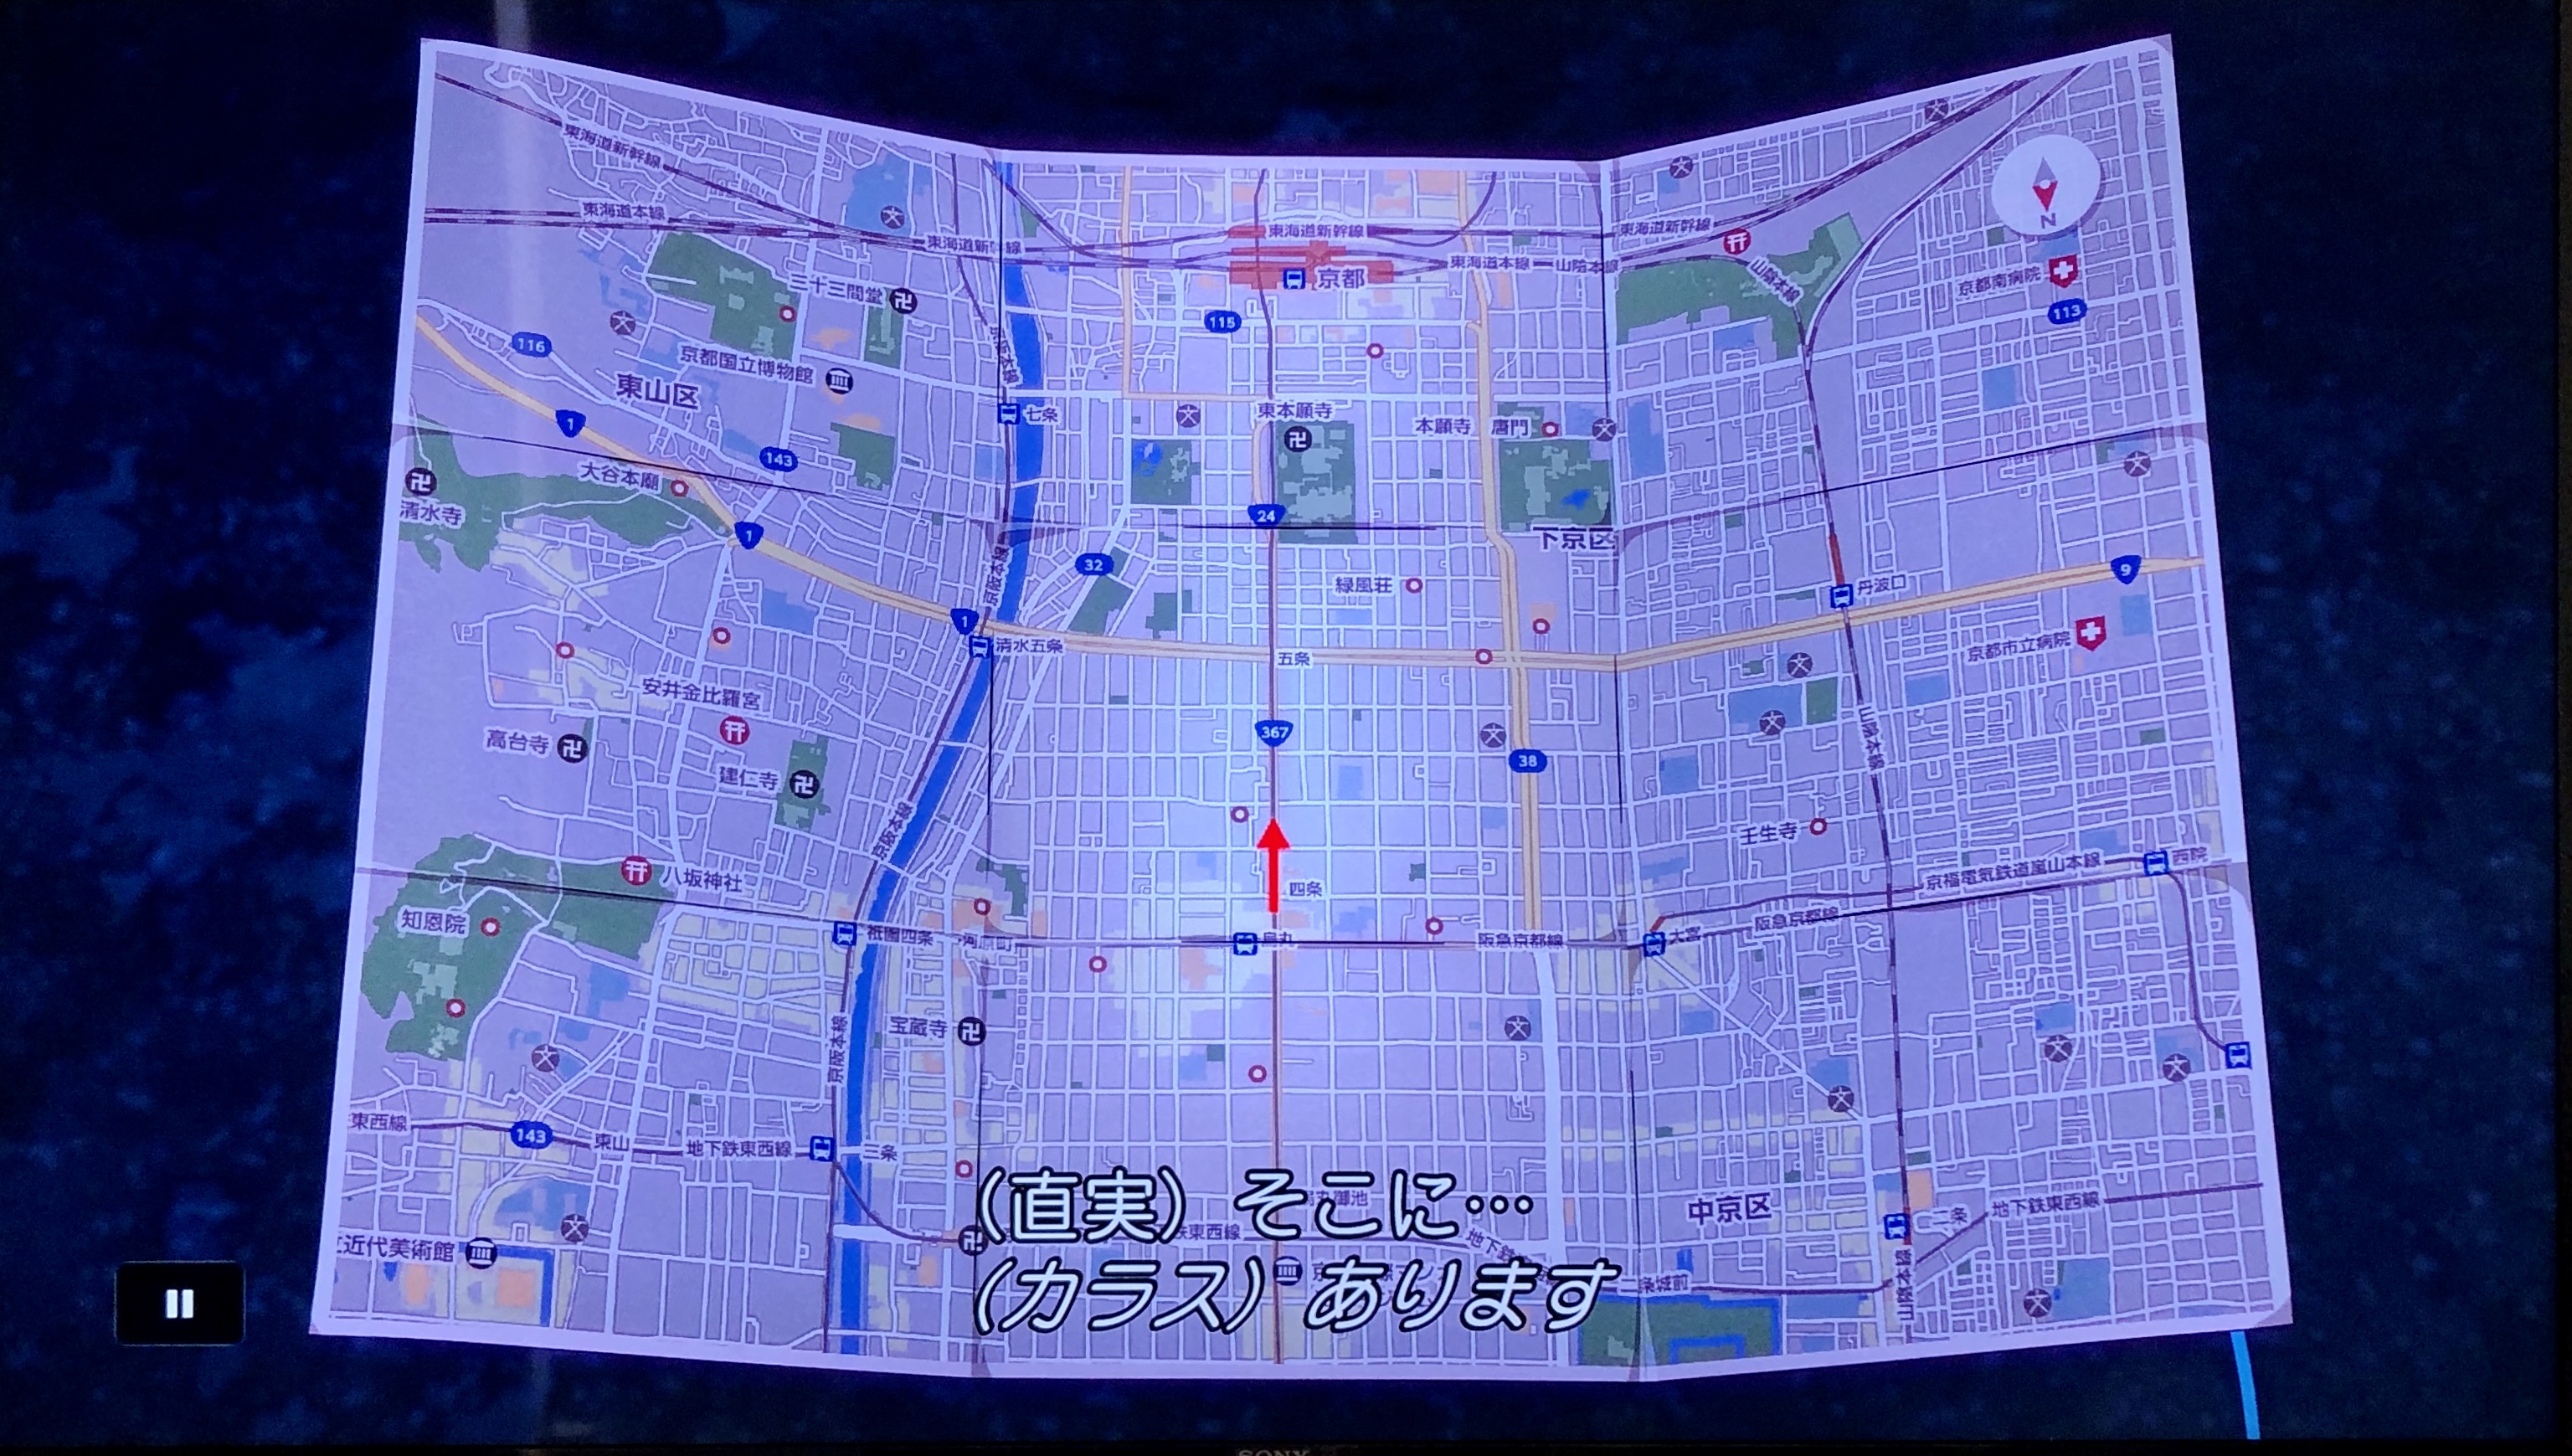 東海道新幹線
東海道本線
東海道新幹線
東海道新幹線
京都
東海道本線
山陰本線
東海道新幹線
山陰本線
N
京都南病院
113
三十三間堂
115
116
京都国立博物館
東山区
1
七条
東本願寺
本願寺 唐門
143
大谷本廟
清水寺
1
24
下京区
32
京阪本線
緑風荘
9
丹波口
1
清水五条
五条
京都市立病院
安井金比羅宮
高台寺
367
38
山陰本線
建仁寺
京阪本線
壬生寺
八坂神社
四条
京福電気鉄道嵐山本線
西院
知恩院
祇園四条
河原町
烏丸
阪急京都線
大宮
阪急京都線
宝蔵寺
京阪本線
東西線
143
東山
地下鉄東西線
三条
烏丸御池
中京区
二条
地下鉄東西線
近代美術館
鉄東西線
地下鉄
二条城前
山陰本線
(直実) そこに…
(カラス) あります
SONY